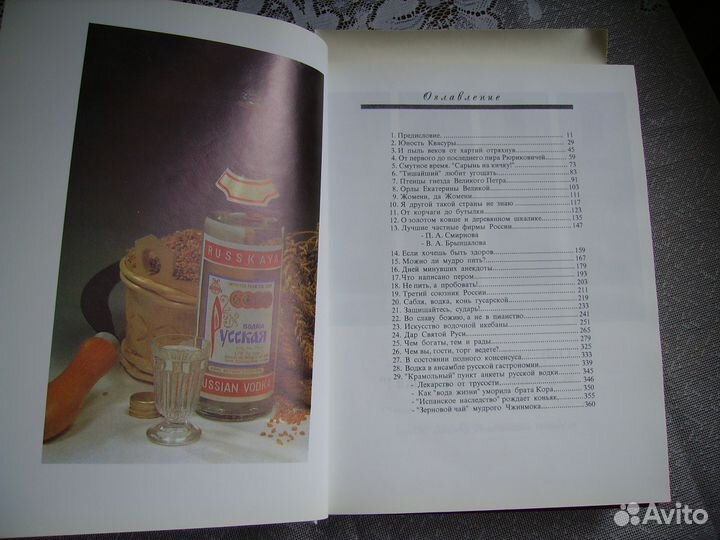 RUSSKAYA
ВОДКА
Русская
RUSSIAN VODKA
Оглавление
1. Предисловие. 11
2. Юность Квасуры 29
3. И пыль веков от хартий отряхнув 45
4. От первого до последнего пира Рюриковичей 59
5. Смутное время. "Сарынь на кичку!" 73
6. "Тишайший" любит угощать 83
7. Птенцы гнезда Великого Петра 91
8. Орлы Екатерины Великой 103
9. Жомени, да Жомени 111
10. Я другой такой страны не знаю 117
11. От корчаги до бутылки 123
12. О золотом ковше и деревянном шкалике 135
13. Лучшие частные фирмы России 147
- П. А. Смирнова
- В. А. Брынцалова
14. Если хочешь быть здоров 159
15. Можно ли мудро пить? 167
16. Дней минувших анекдоты 179
17. Что написано пером 193
18. Не пить, а пробовать! 203
19. Третий союзник России 211
20. Сабля, водка, конь гусарский 221
21. Защищайтесь, сударь! 231
22. Во славу божию, а не в пианство 241
23. Искусство водочной икебаны 251
24. Дар Святой Руси 265
25. Чем богаты, тем и рады 295
26. Чем вы, гости, торг ведете? 325
27. В состоянии полного консенсуса 333
28. Водка в ансамбле русской гастрономии 339
29. "Крамольный" пункт анкеты русской водки 345
- Лекарство от трусости 346
- Как "вода жизни" уморила брата Кора 350
- "Испанское наследство" рождает коньяк 355
- "Зерновой чай" мудрого Чжинмока 360
Avito